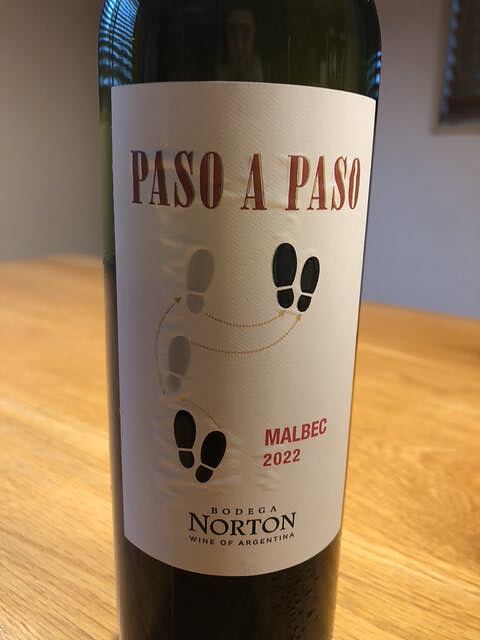 PASO A PASO
MALBEC
2022
BODEGA
NORTON
WINE OF ARGENTINA